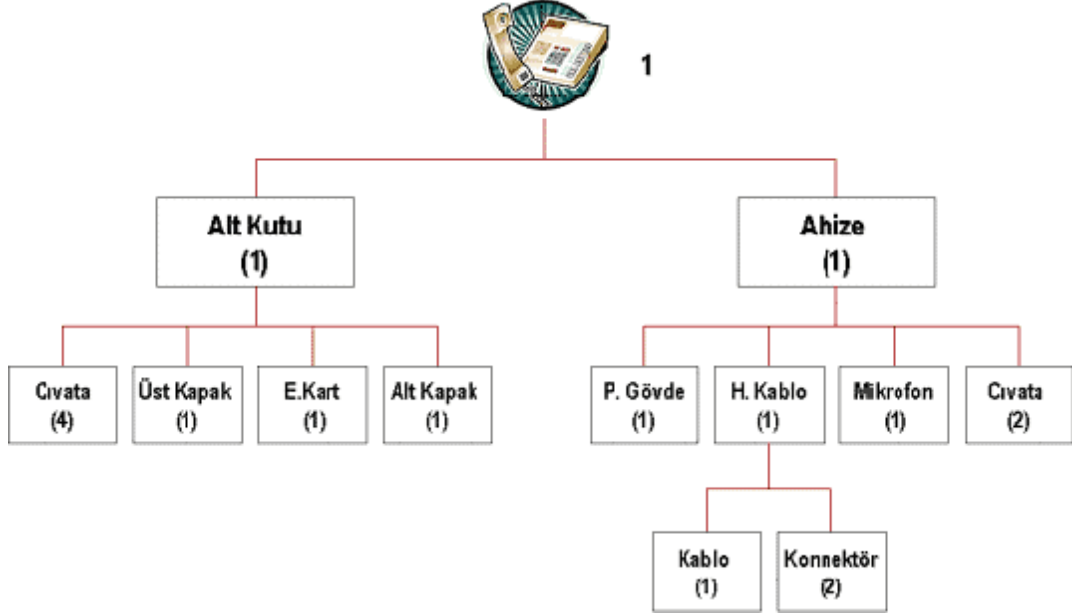 1
Alt Kutu
(1)
Ahize
(1)
Cıvata
(4)
Üst Kapak
(1)
E.Kart
(1)
Alt Kapak
(1)
P. Gövde
(1)
H. Kablo
(1)
Mikrofon
(1)
Cıvata
(2)
Kablo
(1)
Konnektör
(2)